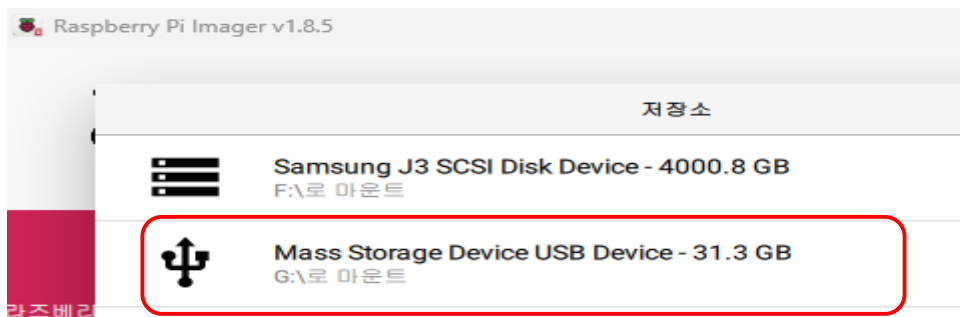 Raspberry Pi Imager v1.8.5
저장소
Samsung J3 SCSI Disk Device - 4000.8 GB
F:\로 마운트
Mass Storage Device USB Device - 31.3 GB
G:\로 마운트